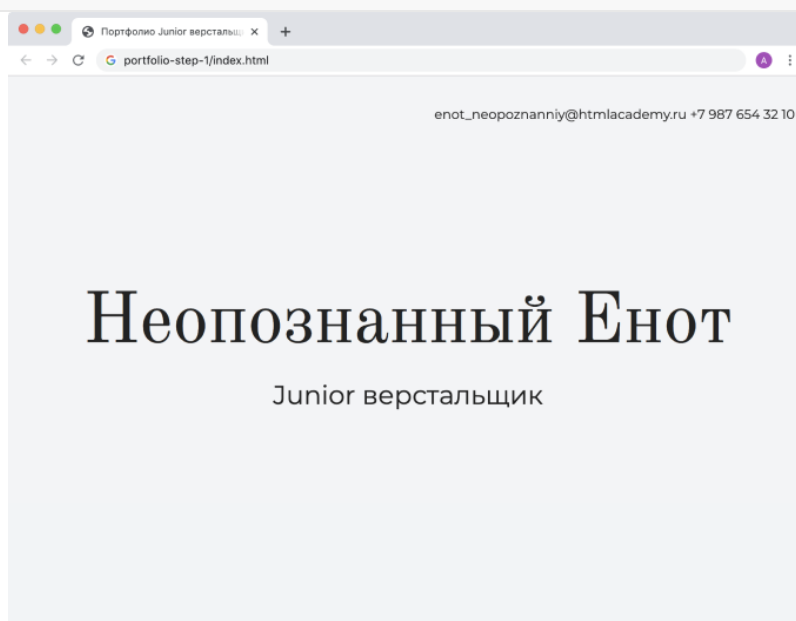 Портфолио Junior верстальщ
portfolio-step-1/index.html
A
enot_neopoznanniy@htmlacademy.ru +7 987 654 32 10
Неопознанный Енот
Junior верстальщик